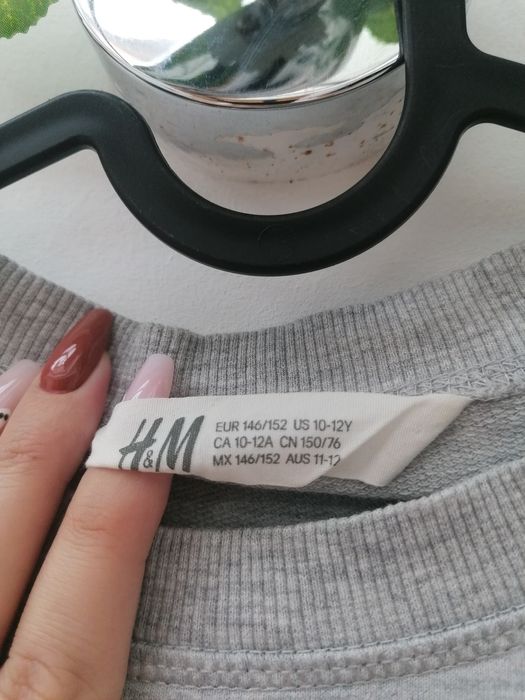 H&M
EUR 146/152 US 10-12Y
CA 10-12A CN 150/76
MX 146/152 AUS 11-12